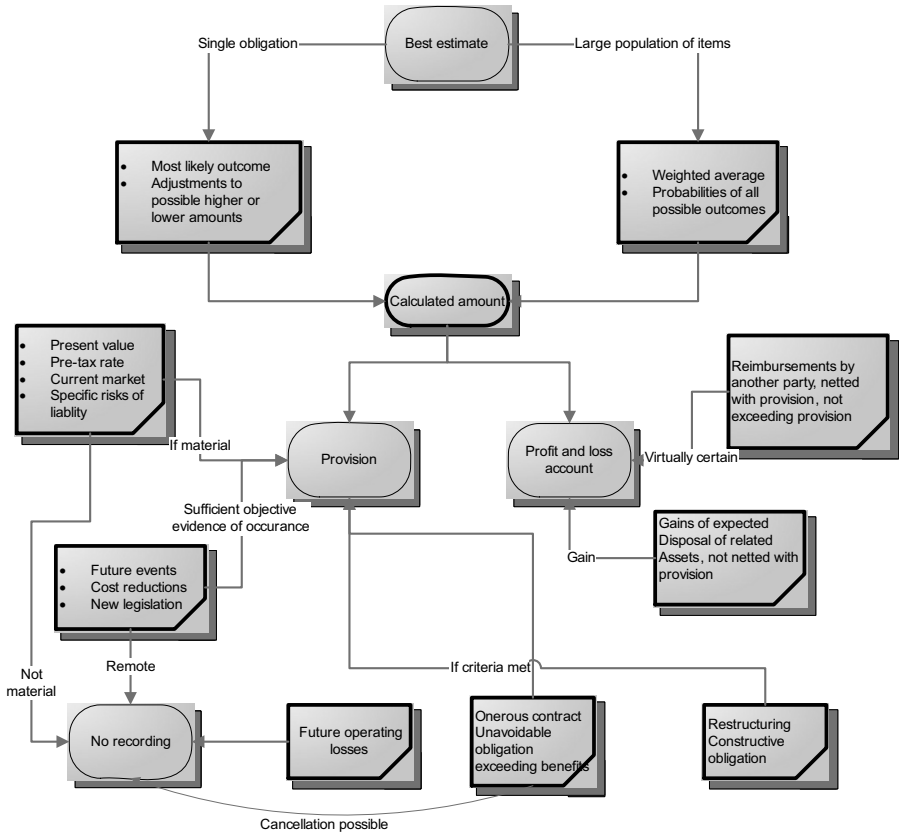 Best estimate
Single obligation
Large population of items
Most likely outcome
Adjustments to
possible higher or
lower amounts
Weighted average
Probabilities of all
possible outcomes
Calculated amount
Present value
Pre-tax rate
Current market
Specific risks of
liablity
Reimbursements by
another party, netted
with provision, not
exceeding provision
If material
Provision
Profit and loss
account
Virtually certain
Sufficient objective
evidence of occurance
Gains of expected
Disposal of related
Assets, not netted with
provision
Gain
Future events
Cost reductions
New legislation
Remote
Not
material
If criteria met
No recording
Future operating
losses
Onerous contract
Unavoidable
obligation
exceeding benefits
Restructuring
Constructive
obligation
Cancellation possible